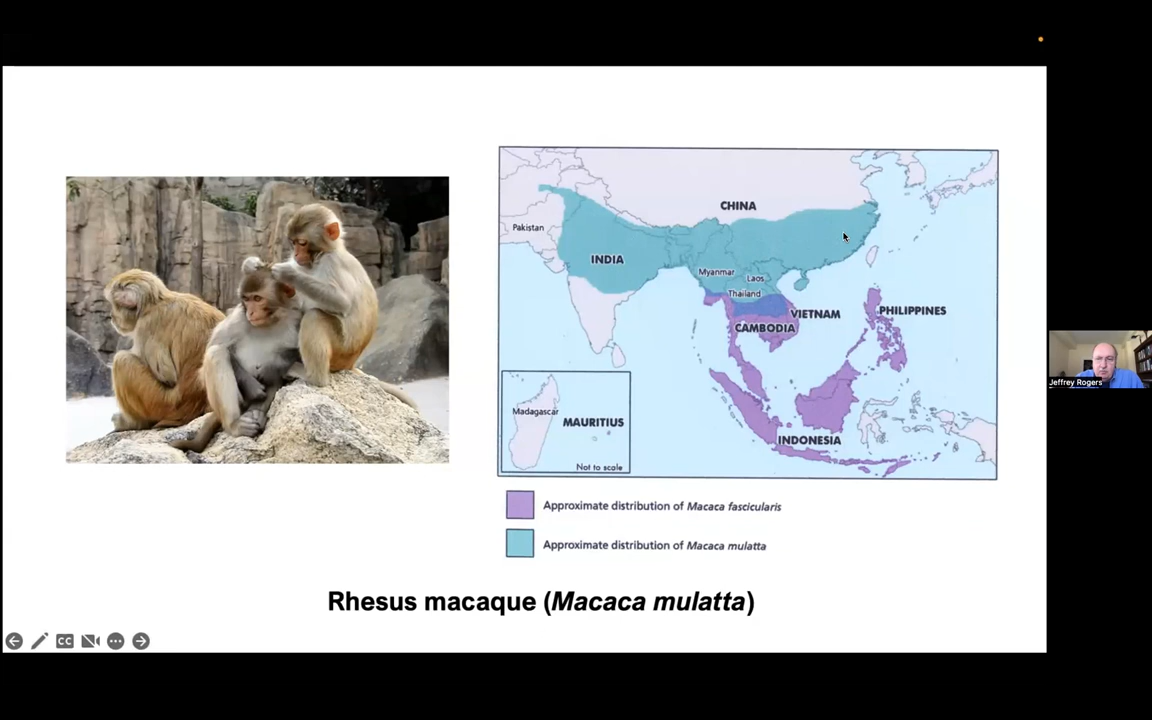 CHINA
Pakistan
INDIA
Myanmar
Laos
Thailand
VIETNAM
PHILIPPINES
CAMBODIA
Madagascar
MAURITIUS
INDONESIA
Not to scale
Approximate distribution of Macaca fascicularis
Approximate distribution of Macaca mulatta
Rhesus macaque (Macaca mulatta)
CC
Jeffrey Rogers